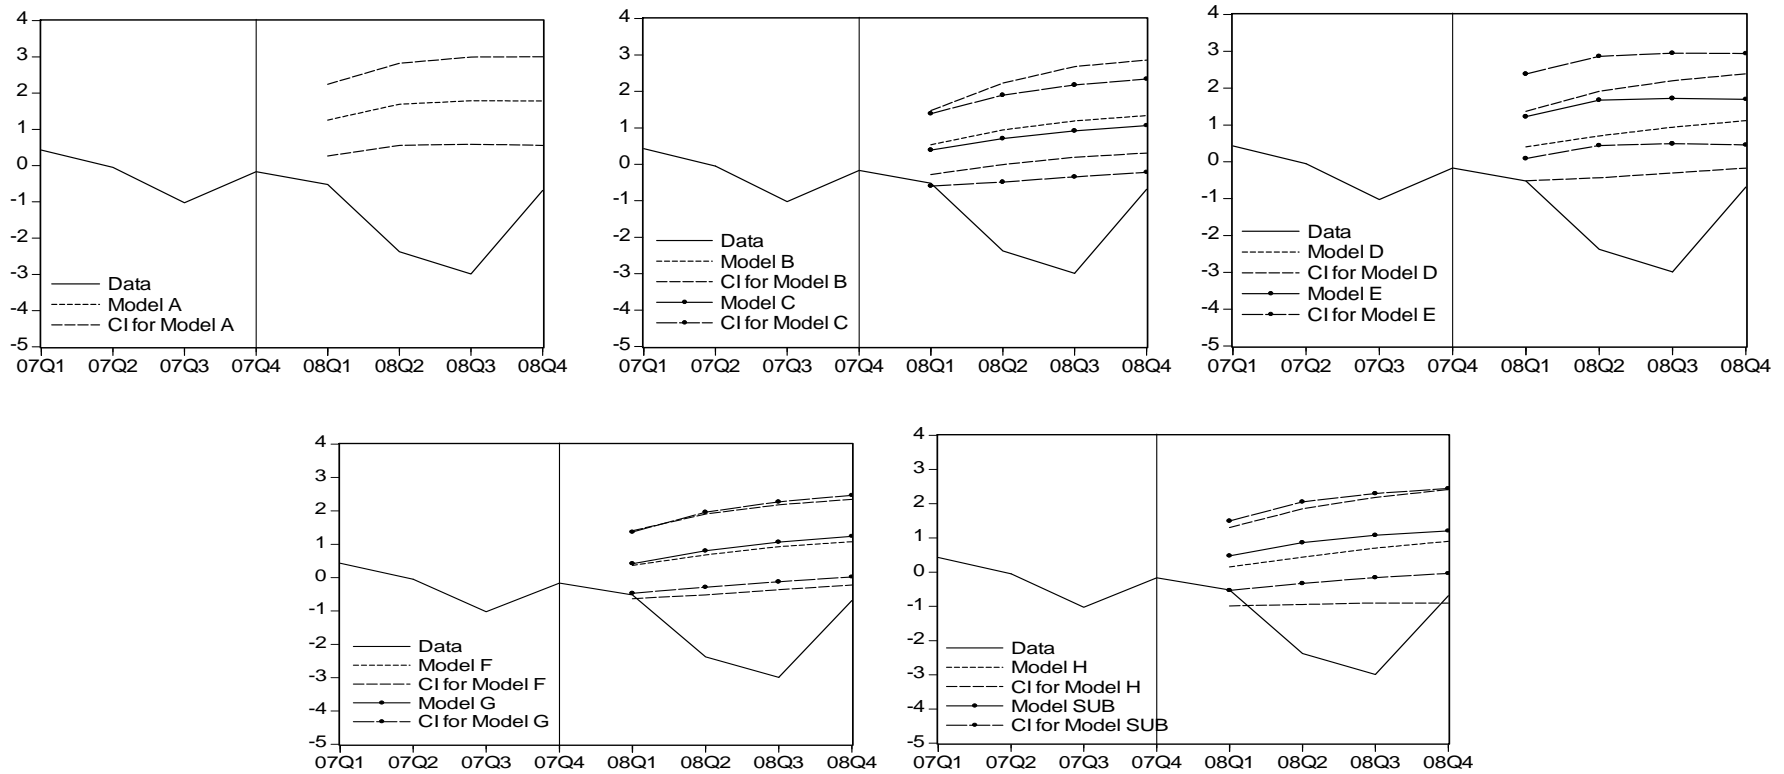 4
3
2
1
0
-1
-2
-3
-4
-5
Data
Model A
CI for Model A
07Q1 07Q2 07Q3 07Q4 08Q1 08Q2 08Q3 08Q4
4
3
2
1
0
-1
-2
-3
-4
-5
Data
Model B
CI for Model B
Model C
CI for Model C
07Q1 07Q2 07Q3 07Q4 08Q1 08Q2 08Q3 08Q4
4
3
2
1
0
-1
-2
-3
-4
-5
Data
Model D
CI for Model D
Model E
CI for Model E
07Q1 07Q2 07Q3 07Q4 08Q1 08Q2 08Q3 08Q4
4
3
2
1
0
-1
-2
-3
-4
-5
Data
Model F
CI for Model F
Model G
CI for Model G
07Q1 07Q2 07Q3 07Q4 08Q1 08Q2 08Q3 08Q4
4
3
2
1
0
-1
-2
-3
-4
-5
Data
Model H
CI for Model H
Model SUB
CI for Model SUB
07Q1 07Q2 07Q3 07Q4 08Q1 08Q2 08Q3 08Q4